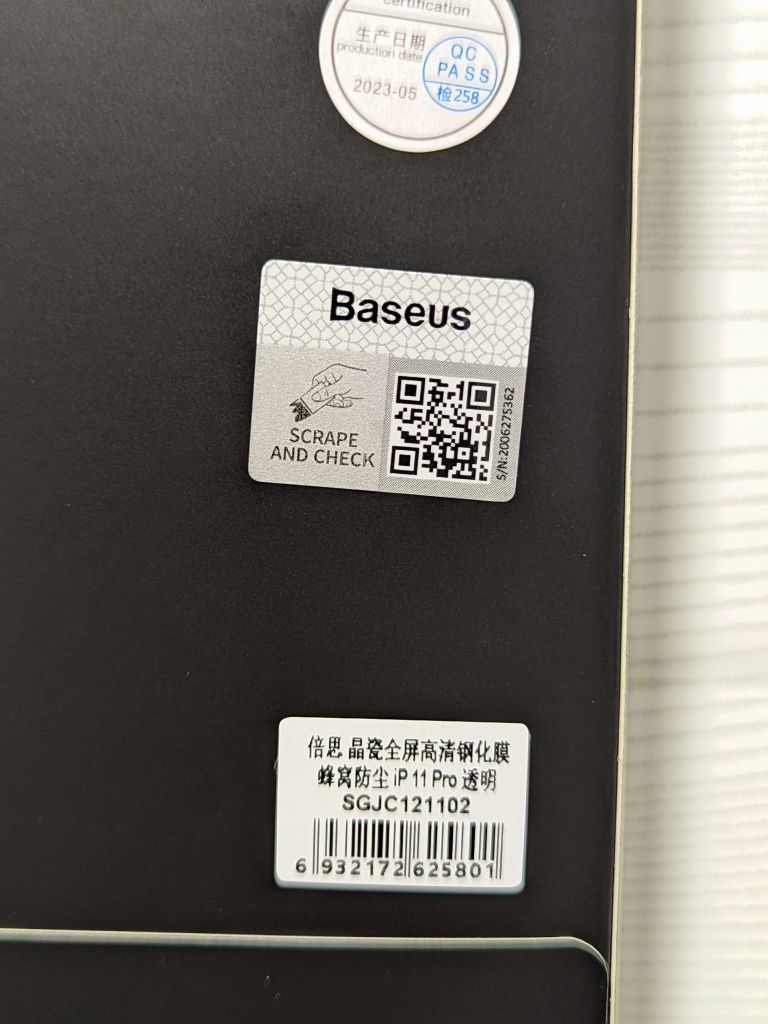 certification
生产日期
production date
2023-05
QC
PASS
检258
Baseus
SCRAPE
AND CHECK
S/N:2006275362
倍思 晶瓷全屏高清钢化膜
蜂窝防尘 iP 11 Pro 透明
SGJC121102
6 932172 625801